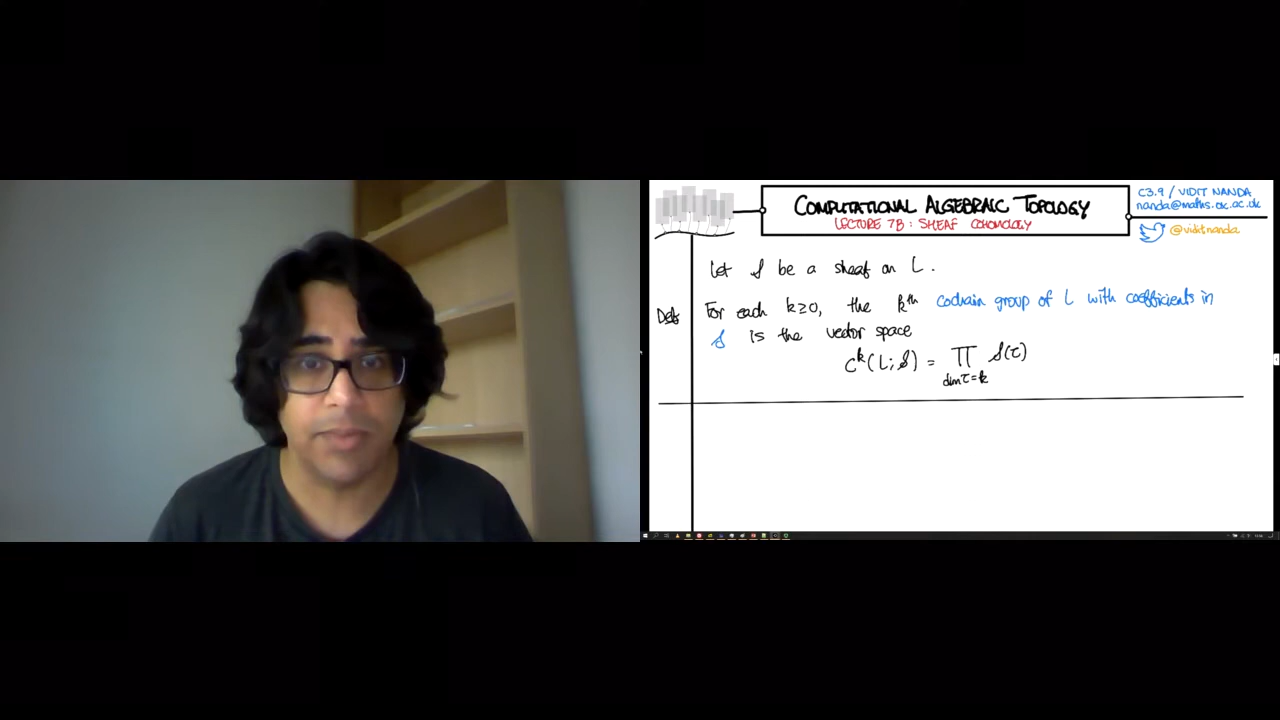 COMPUTATIONAL ALGEBRAIC TOPOLOGY
LECTURE 7B : SHEAF COHOMOLOGY
C3.9 / VIDIT NANDA
nanda@maths.ox.ac.uk
@viditnanda
Let 𝒮 be a sheaf on L.
Def For each k≥0, the kth cochain group of L with coefficients in
𝒮 is the vector space
Cᵏ(L;𝒮) = ∏ 𝒮(τ)
dim τ=k